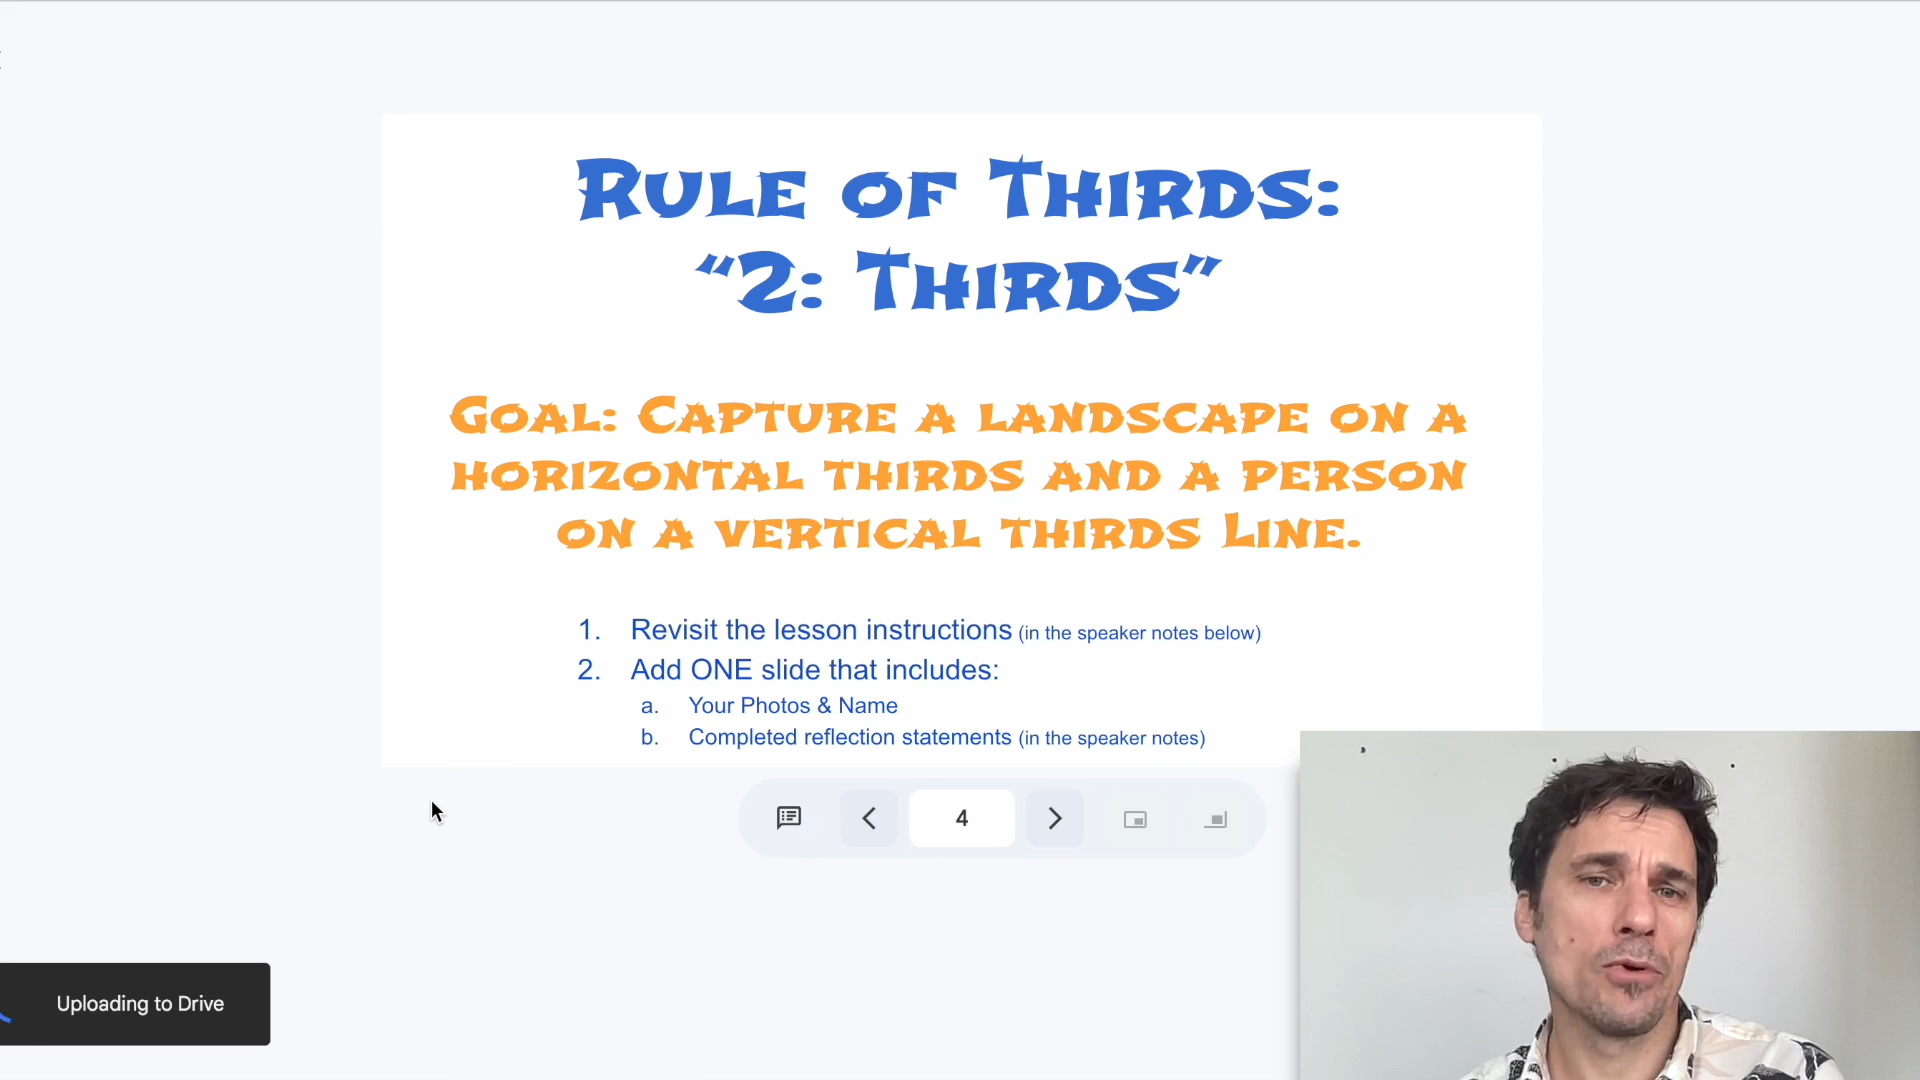 Rule of Thirds:
“2: Thirds”
Goal: Capture a landscape on a
horizontal thirds and a person
on a vertical thirds Line.
1. Revisit the lesson instructions (in the speaker notes below)
2. Add ONE slide that includes:
a. Your Photos & Name
b. Completed reflection statements (in the speaker notes)
4
Uploading to Drive